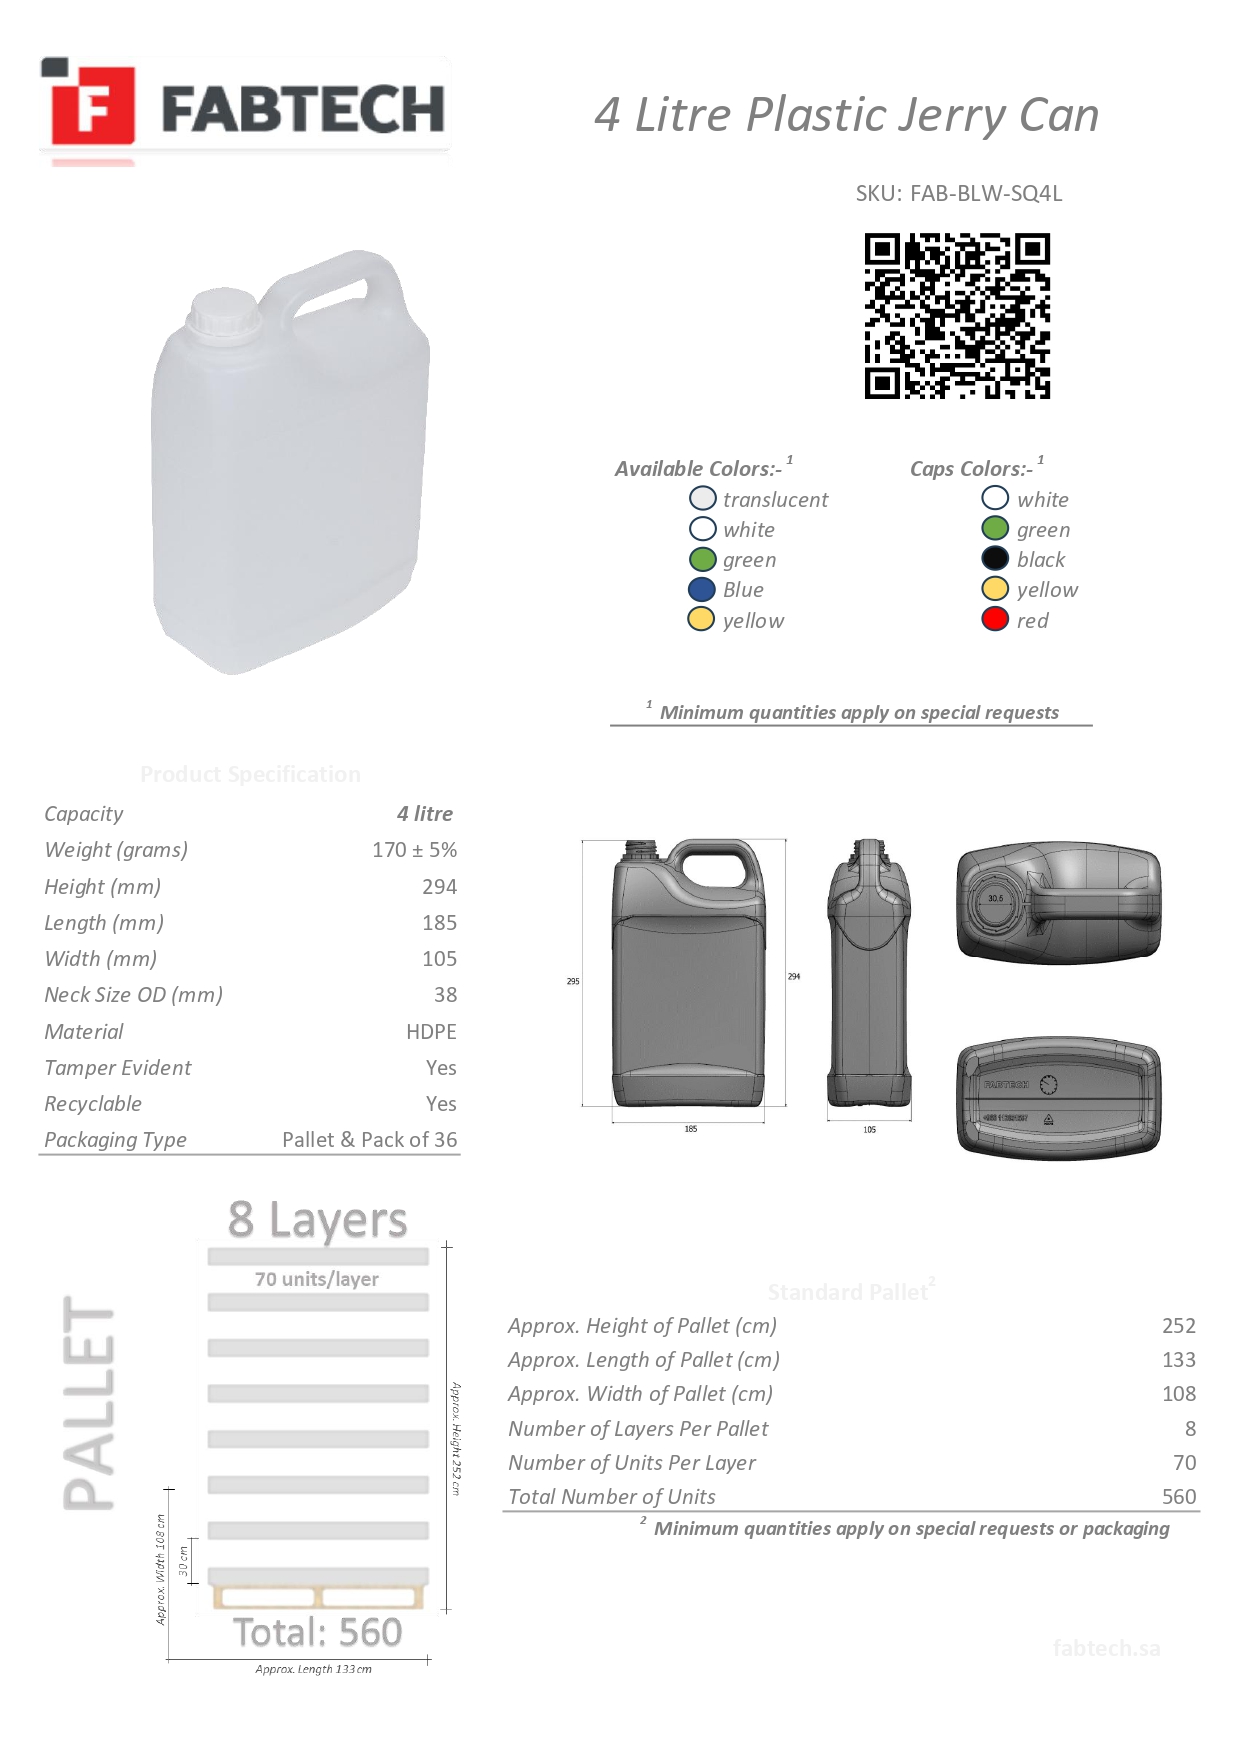 FABTECH
4 Litre Plastic Jerry Can
SKU: FAB-BLW-SQ4L
Available Colors:- 1
translucent
white
green
Blue
yellow
Caps Colors:- 1
white
green
black
yellow
red
1 Minimum quantities apply on special requests
Product Specification
Capacity 4 litre
Weight (grams) 170 ± 5%
Height (mm) 294
Length (mm) 185
Width (mm) 105
Neck Size OD (mm) 38
Material HDPE
Tamper Evident Yes
Recyclable Yes
Packaging Type Pallet & Pack of 36
295
294
185
105
30,5
FABTECH
PALLET
8 Layers
70 units/layer
Approx. Height 252 cm
Approx. Width 108 cm
30 cm
Total: 560
Approx. Length 133 cm
Standard Pallet 2
Approx. Height of Pallet (cm) 252
Approx. Length of Pallet (cm) 133
Approx. Width of Pallet (cm) 108
Number of Layers Per Pallet 8
Number of Units Per Layer 70
Total Number of Units 560
2 Minimum quantities apply on special requests or packaging
fabtech.sa